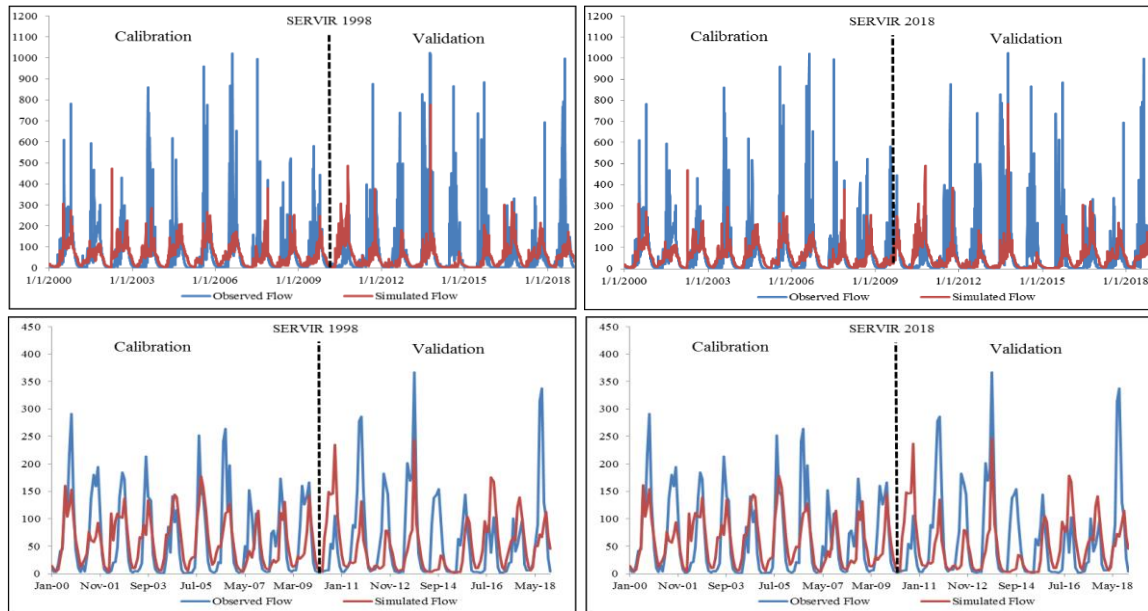 SERVIR 1998
Calibration
Validation
1200
1100
1000
900
800
700
600
500
400
300
200
100
0
1/1/2000 1/1/2003 1/1/2006 1/1/2009 1/1/2012 1/1/2015 1/1/2018
Observed Flow Simulated Flow
SERVIR 2018
Calibration
Validation
1200
1100
1000
900
800
700
600
500
400
300
200
100
0
1/1/2000 1/1/2003 1/1/2006 1/1/2009 1/1/2012 1/1/2015 1/1/2018
Observed Flow Simulated Flow
SERVIR 1998
Calibration
Validation
450
400
350
300
250
200
150
100
50
0
Jan-00 Nov-01 Sep-03 Jul-05 May-07 Mar-09 Jan-11 Nov-12 Sep-14 Jul-16 May-18
Observed Flow Simulated Flow
SERVIR 2018
Calibration
Validation
450
400
350
300
250
200
150
100
50
0
Jan-00 Nov-01 Sep-03 Jul-05 May-07 Mar-09 Jan-11 Nov-12 Sep-14 Jul-16 May-18
Observed Flow Simulated Flow